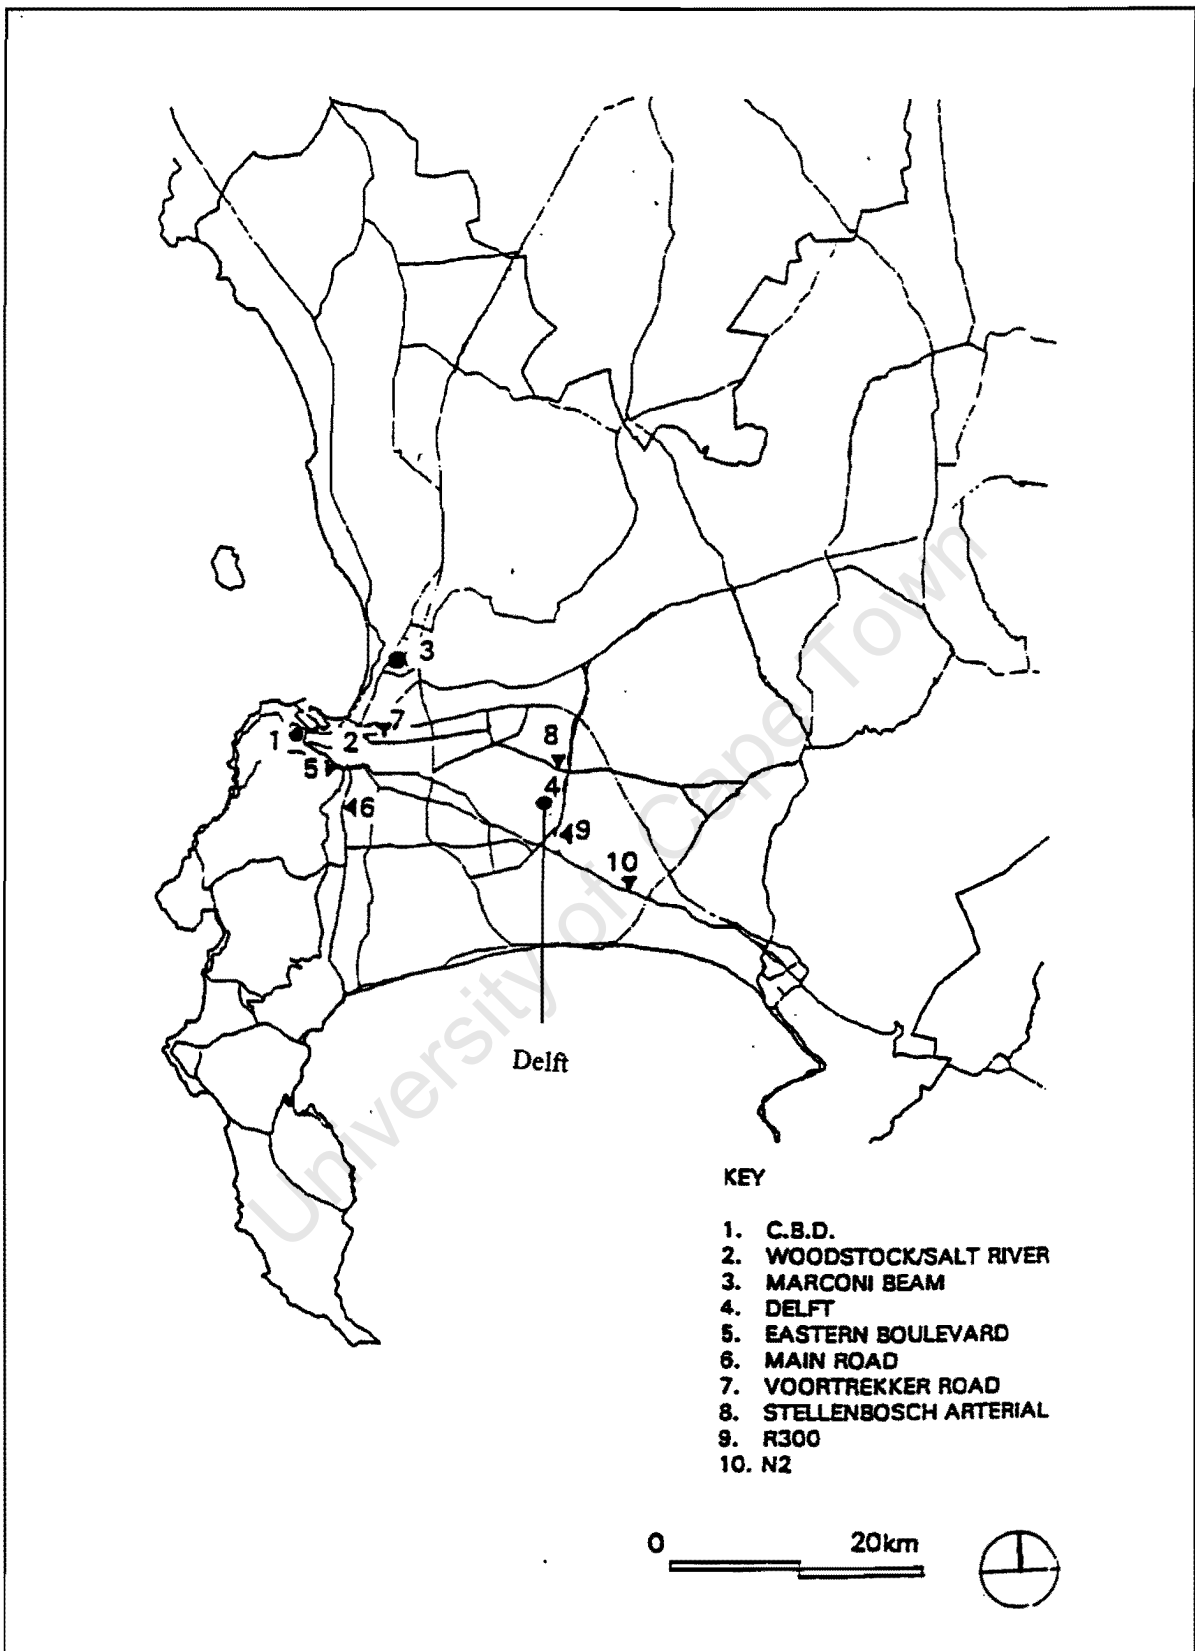 3
7
1
2
8
5
4
6
9
10
Delft
University of Cape Town
KEY
1. C.B.D.
2. WOODSTOCK/SALT RIVER
3. MARCONI BEAM
4. DELFT
5. EASTERN BOULEVARD
6. MAIN ROAD
7. VOORTREKKER ROAD
8. STELLENBOSCH ARTERIAL
9. R300
10. N2
0 20km